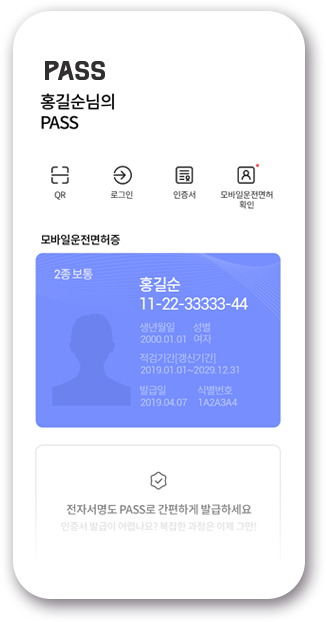 PASS
홍길순님의
PASS
QR
로그인
인증서
모바일운전면허
확인
모바일운전면허증
2종 보통
홍길순
11-22-33333-44
생년월일 성별
2000.01.01 여자
적검기간[갱신기간]
2019.01.01~2029.12.31
발급일 식별번호
2019.04.07 1A2A3A4
전자서명도 PASS로 간편하게 발급하세요
인증서 발급이 어렵나요? 복잡한 과정은 이제 그만!